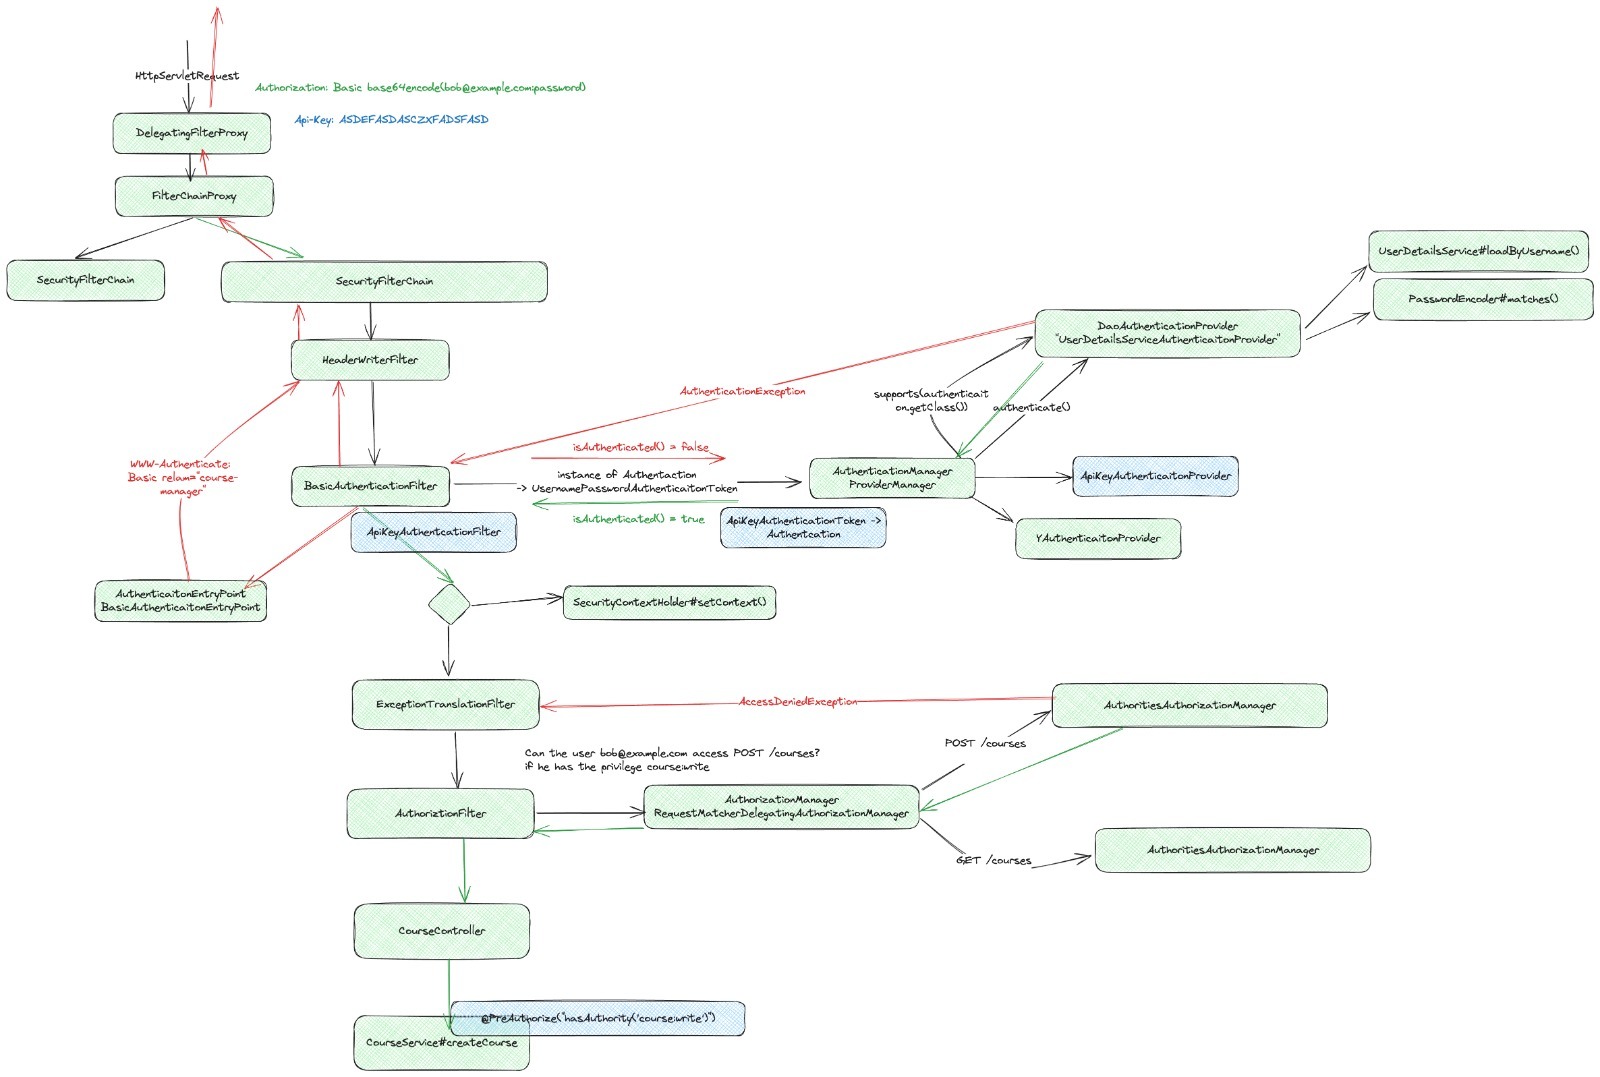 HttpServletRequest
Authorization: Basic base64encode(bob@example.com:password)
Api-Key: ASDEFASDASCZXFADSFASD
DelegatingFilterProxy
FilterChainProxy
SecurityFilterChain
SecurityFilterChain
UserDetailsService#loadByUsername()
PasswordEncoder#matches()
DaoAuthenticationProvider
"UserDetailsServiceAuthenticaitonProvider"
HeaderWriterFilter
AuthenticationException
supports(authenticait
on.getClass())
authenticate()
isAuthenticated() = false
WWW-Authenticate:
Basic relam="course-
manager"
BasicAuthenticationFilter
instance of Authentaction
-> UsernamePasswordAuthenticaitonToken
AuthenticationManager
ProviderManager
ApiKeyAuthenticaitonProvider
isAuthenticated() = true
ApiKeyAuthentcationFilter
ApiKeyAuthenticationToken ->
Authentcation
YAuthenticaitonProvider
AuthenticaitonEntryPoint
BasicAuthenticaitonEntryPoint
SecurityContextHolder#setContext()
ExceptionTranslationFilter
AccessDeniedException
AuthoritiesAuthorizationManager
POST /courses
Can the user bob@example.com access POST /courses?
if he has the privilege course:write
AuthoriztionFilter
AuthorizationManager
RequestMatcherDelegatingAuthorizationManager
GET /courses
AuthoritiesAuthorizationManager
CourseController
@PreAuthorize("hasAuthority('course:write')")
CourseService#createCourse